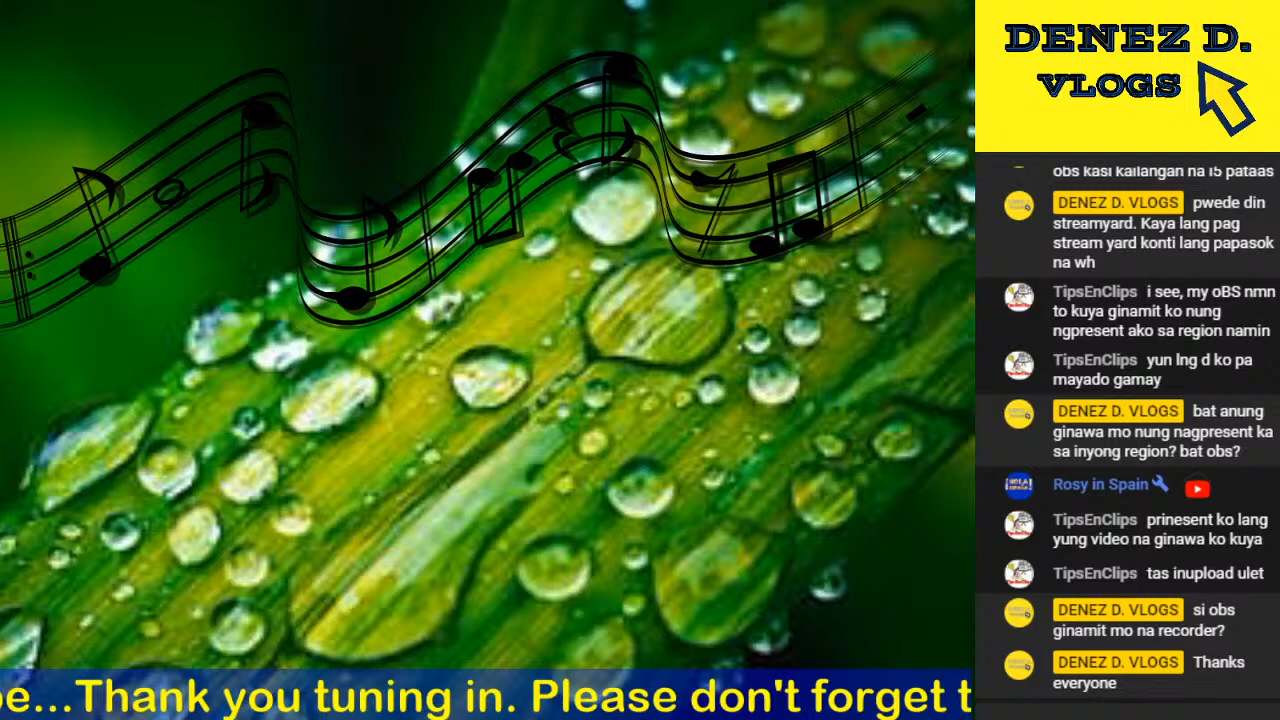 DENEZ D.
VLOGS
obs kasi kailangan na i5 pataas
DENEZ D. VLOGS pwede din
streamyard. Kaya lang pag
stream yard konti lang papasok
na wh
TipsEnClips i see, my oBS nmn
to kuya ginamit ko nung
ngpresent ako sa region namin
TipsEnClips yun lng d ko pa
mayado gamay
DENEZ D. VLOGS bat anung
ginawa mo nung nagpresent ka
sa inyong region? bat obs?
Rosy in Spain
TipsEnClips prinesent ko lang
yung video na ginawa ko kuya
TipsEnClips tas inupload ulet
DENEZ D. VLOGS si obs
ginamit mo na recorder?
DENEZ D. VLOGS Thanks
everyone
be...Thank you tuning in. Please don't forget t